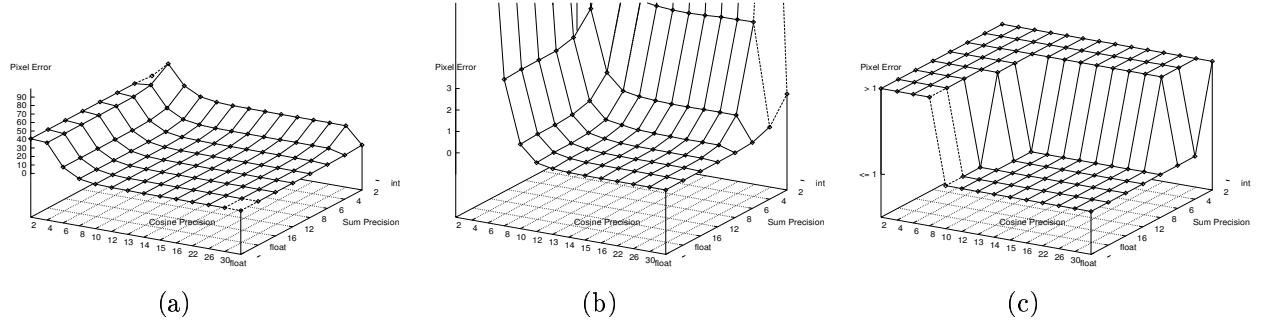 Pixel Error
90
80
70
60
50
40
30
20
10
0
2 4 6 8 10 12 13 14 15 16 22 26 30 float
Cosine Precision
float 16 12 6 4 2 int
Sum Precision
(a)
Pixel Error
3
2
1
0
2 4 6 8 10 12 13 14 15 16 22 26 30 float
Cosine Precision
float 16 12 8 6 4 2 int
Sum Precision
(b)
Pixel Error
> 1
<= 1
2 4 6 8 10 12 13 14 15 16 22 26 30 float
Cosine Precision
float 16 12 8 6 4 2 int
Sum Precision
(c)